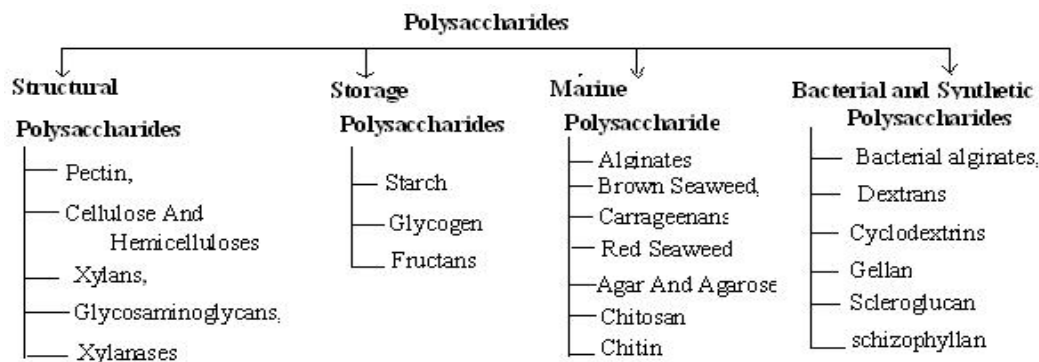 Polysaccharides
Structural
Polysaccharides
Pectin,
Cellulose And
Hemicelluloses
Xylans,
Glycosaminoglycans,
Xylanases
Storage
Polysaccharides
Starch
Glycogen
Fructans
Marine
Polysaccharide
Alginates
Brown Seaweed,
Carrageenans
Red Seaweed
Agar And Agarose
Chitosan
Chitin
Bacterial and Synthetic
Polysaccharides
Bacterial alginates,
Dextrans
Cyclodextrins
Gellan
Scleroglucan
schizophyllan